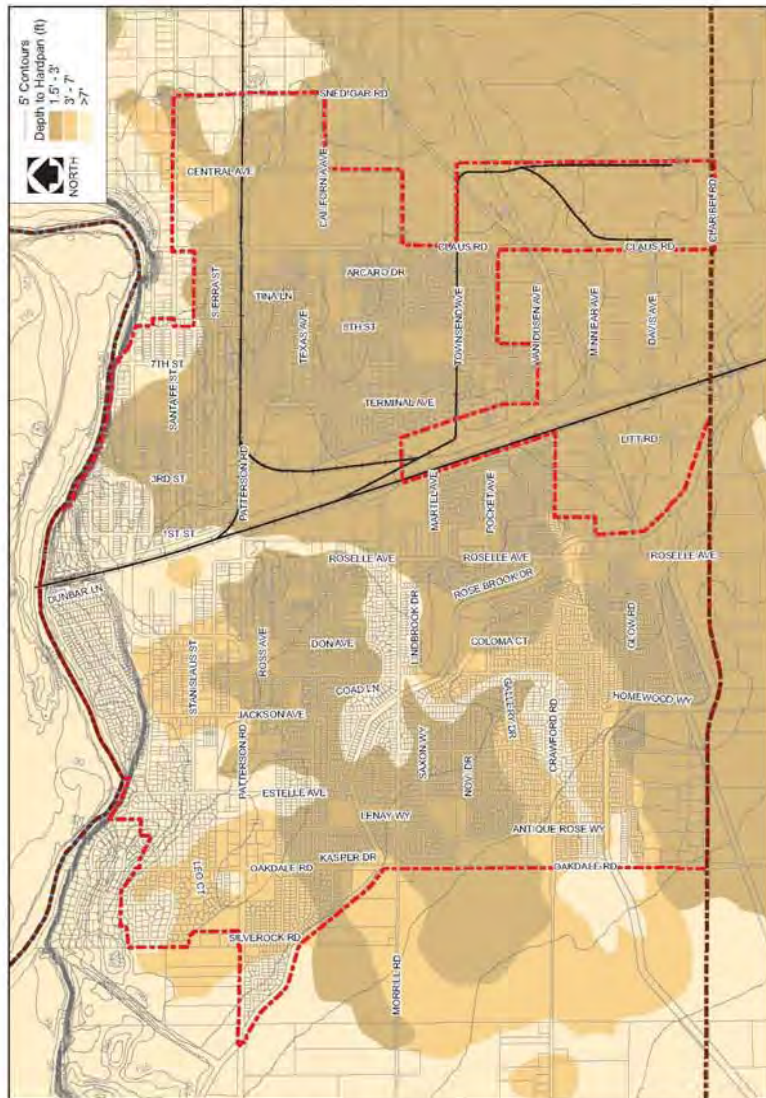 5' Contours
Depth to Hardpan (ft)
1.5' - 3'
3' - 7'
>7'
NORTH
SNEDIGAR RD
CENTRAL AVE
CALIFORNIA AVE
CLAUS RD
CLAUS RD
CLARIBEL RD
SIERRA ST
TINA LN
ARCARO DR
TEXAS AVE
8TH ST
TOWNSEND AVE
VAN DUSEN AVE
MINNIEAR AVE
DAVIS AVE
7TH ST
SANTA FE ST
TERMINAL AVE
3RD ST
PATTERSON RD
LITT RD
MARTEL AVE
POCKET AVE
1ST ST
ROSELLE AVE
ROSELLE AVE
ROSELLE AVE
DUNBAR LN
ROSE BROOK DR
LINDBROOK DR
STANISLAUS ST
ROSS AVE
DON AVE
COLOMA CT
GLOW RD
COAD LN
JACKSON AVE
GALLERY DR
HOMEWOOD WY
PATTERSON RD
SAXON WY
NOVI DR
CRAWFORD RD
ESTELLE AVE
LENAY WY
ANTIQUE ROSE WY
LEO CT
OAKDALE RD
KASPER DR
OAKDALE RD
SILVEROCK RD
MORRILL RD